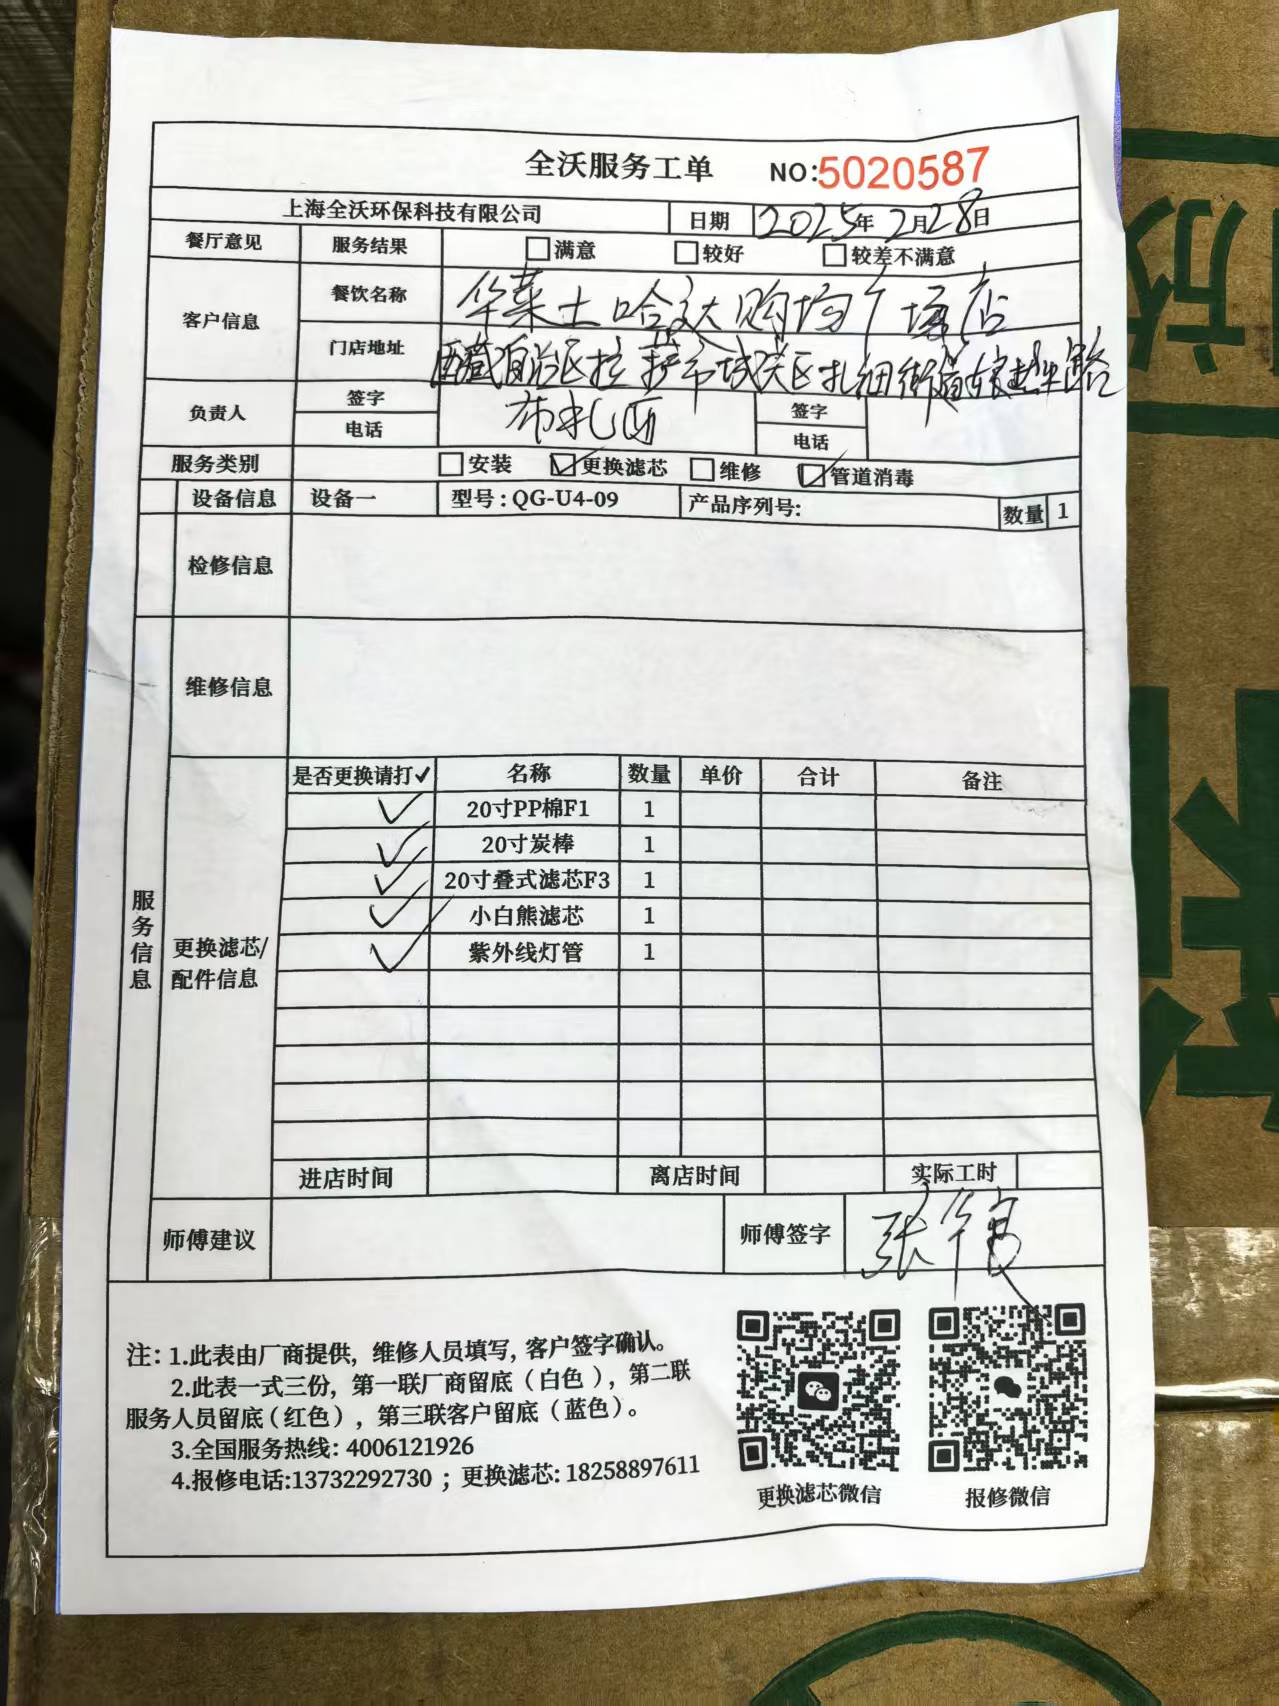 全沃服务工单 NO:5020587
上海全沃环保科技有限公司 日期 2025年2月28日
餐厅意见 服务结果 满意 较好 较差不满意
客户信息 餐饮名称 华莱士哈达购物广场店
门店地址 西藏自治区拉萨市城关区扎细街道 路
负责人 签字 布扎西 签字
电话 电话
服务类别 安装 更换滤芯 维修 管道消毒
设备信息 设备一 型号:QG-U4-09 产品序列号: 数量 1
检修信息
维修信息
服务信息
更换滤芯/配件信息
是否更换请打✓ 名称 数量 单价 合计 备注
✓ 20寸PP棉F1 1
✓ 20寸炭棒 1
✓ 20寸叠式滤芯F3 1
✓ 小白熊滤芯 1
✓ 紫外线灯管 1
进店时间 离店时间 实际工时
师傅建议 师傅签字 张华
注:1.此表由厂商提供,维修人员填写,客户签字确认。
2.此表一式三份,第一联厂商留底(白色),第二联
服务人员留底(红色),第三联客户留底(蓝色)。
3.全国服务热线:4006121926
4.报修电话:13732292730;更换滤芯:18258897611
更换滤芯微信 报修微信